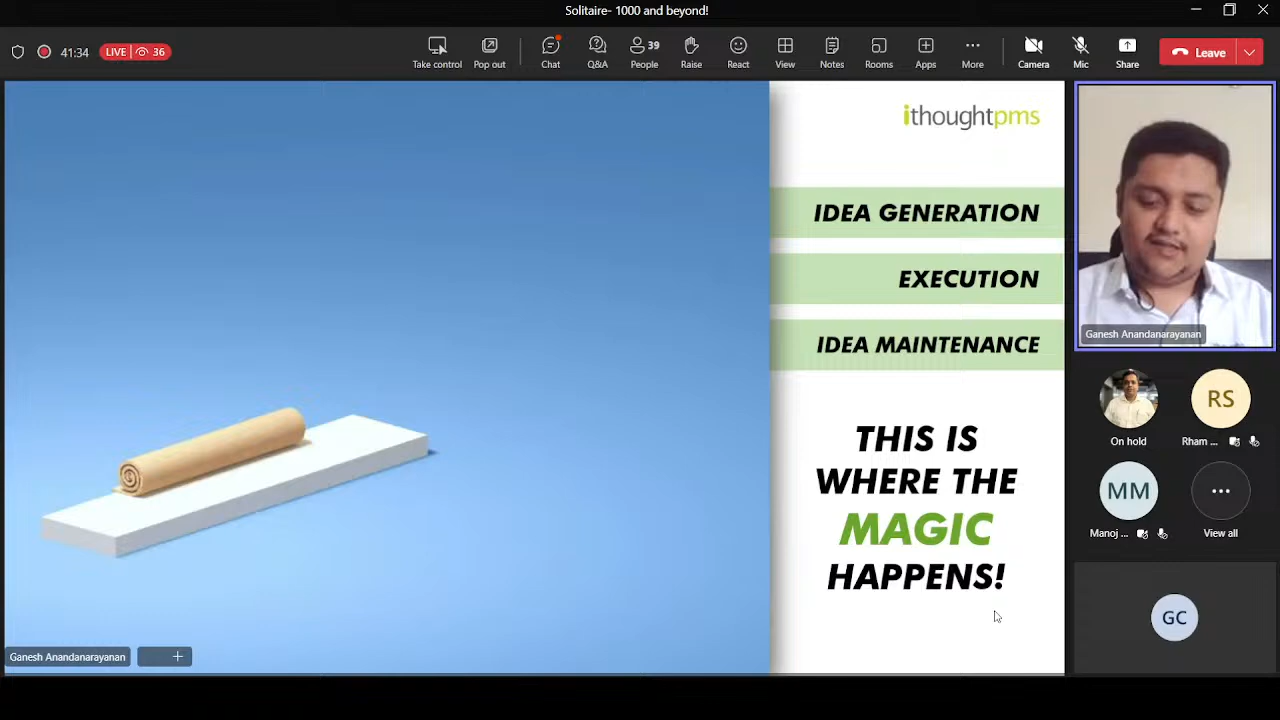 Solitaire- 1000 and beyond!
41:34
LIVE 36
Take control
Pop out
Chat
Q&A
39
People
Raise
React
View
Notes
Rooms
Apps
More
Camera
Mic
Share
Leave
ithoughtpms
IDEA GENERATION
EXECUTION
IDEA MAINTENANCE
THIS IS
WHERE THE
MAGIC
HAPPENS!
Ganesh Anandanarayanan
Ganesh Anandanarayanan
On hold
RS
Rham ...
MM
Manoj ...
View all
GC